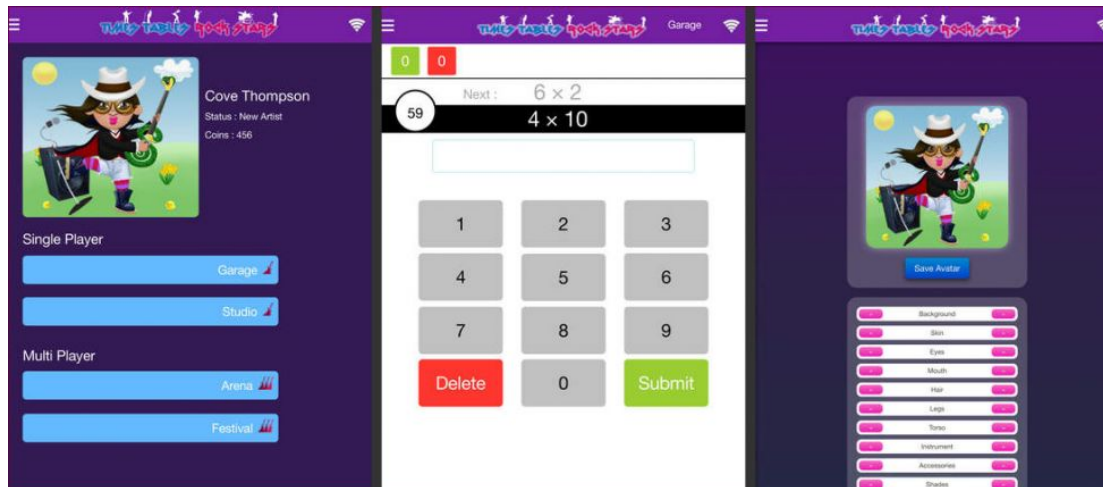 TIMES TABLES ROCK STARS
Cove Thompson
Status : New Artist
Coins : 456
Single Player
Garage
Studio
Multi Player
Arena
Festival
TIMES TABLES ROCK STARS
Garage
0 0
Next : 6 × 2
59
4 × 10
1 2 3
4 5 6
7 8 9
Delete 0 Submit
TIMES TABLES ROCK STARS
Save Avatar
Background
Skin
Eyes
Mouth
Hair
Legs
Torso
Instrument
Accessories
Shades